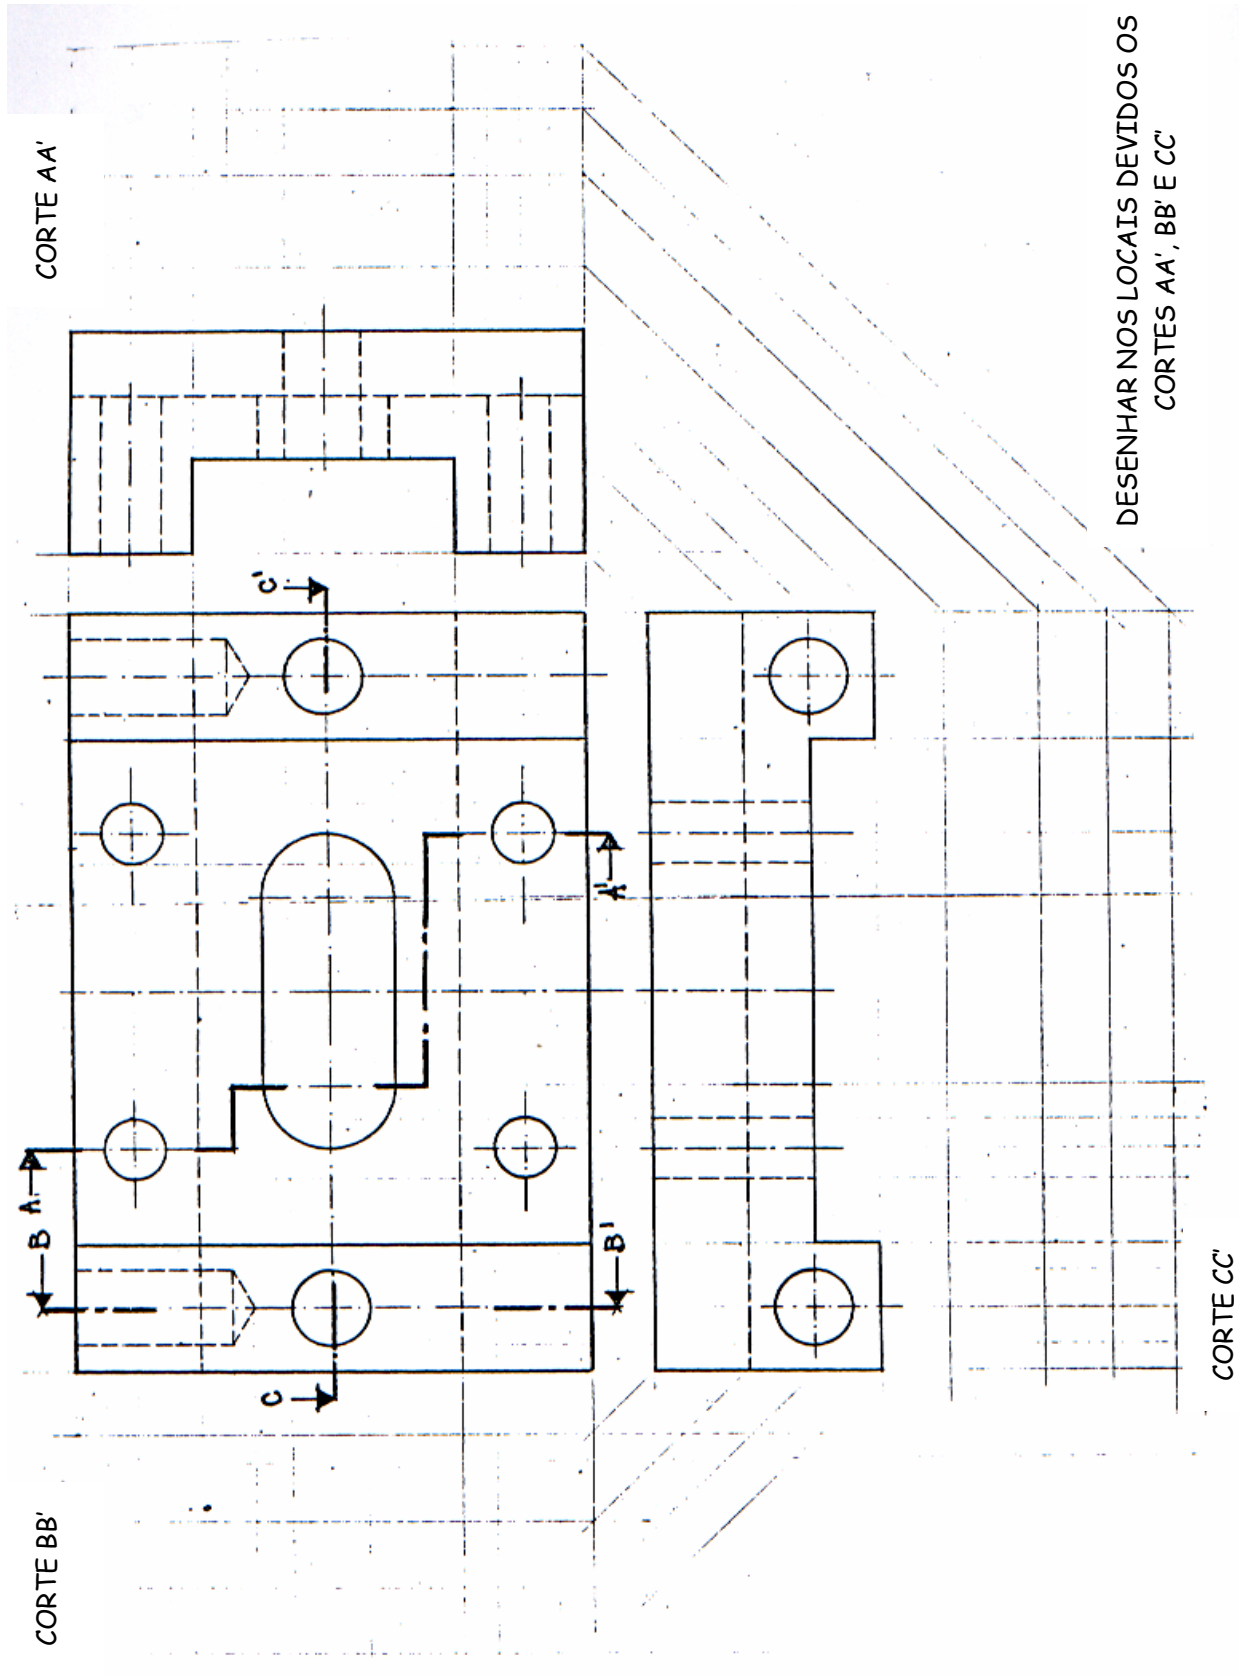 CORTE AA'
DESENHAR NOS LOCAIS DEVIDOS OS
CORTES AA', BB' E CC'
C'
A'
A
B
B'
C
CORTE BB'
CORTE CC'